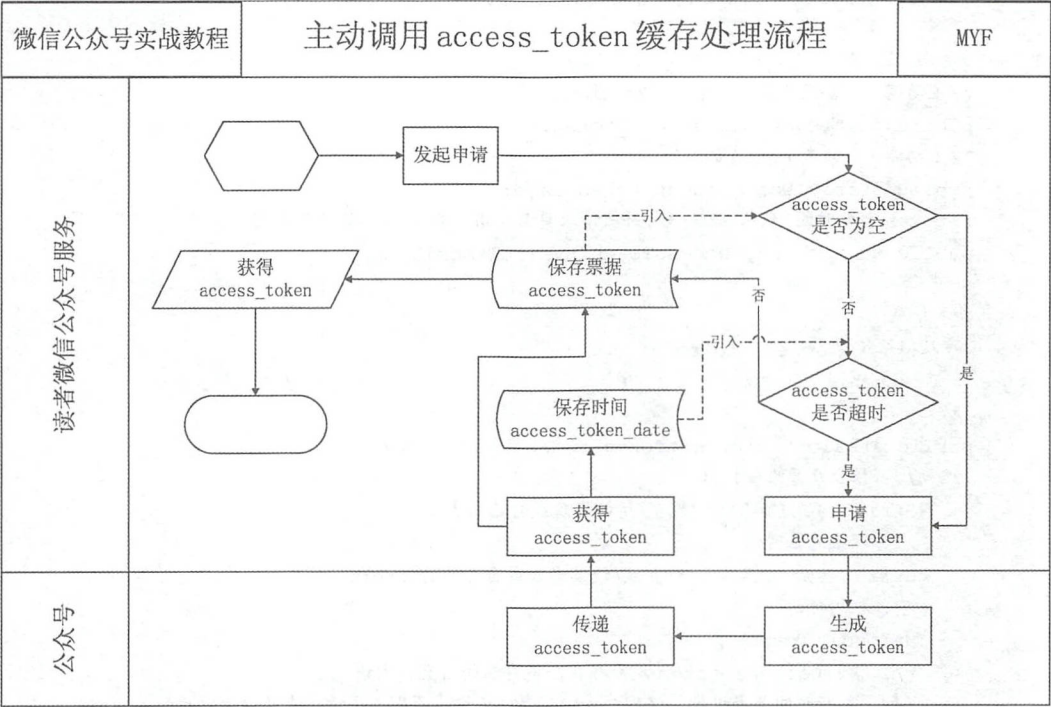 微信公众号实战教程
主动调用access_token缓存处理流程
MYF
读者微信公众号服务
发起申请
access_token
是否为空
引入
获得
access_token
保存票据
access_token
否
否
引入
是
access_token
是否超时
保存时间
access_token_date
是
获得
access_token
申请
access_token
公众号
传递
access_token
生成
access_token